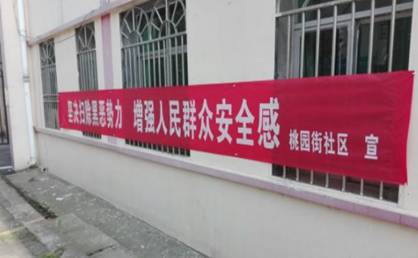 坚决扫除黑恶势力 增强人民群众安全感 桃园街社区 宣